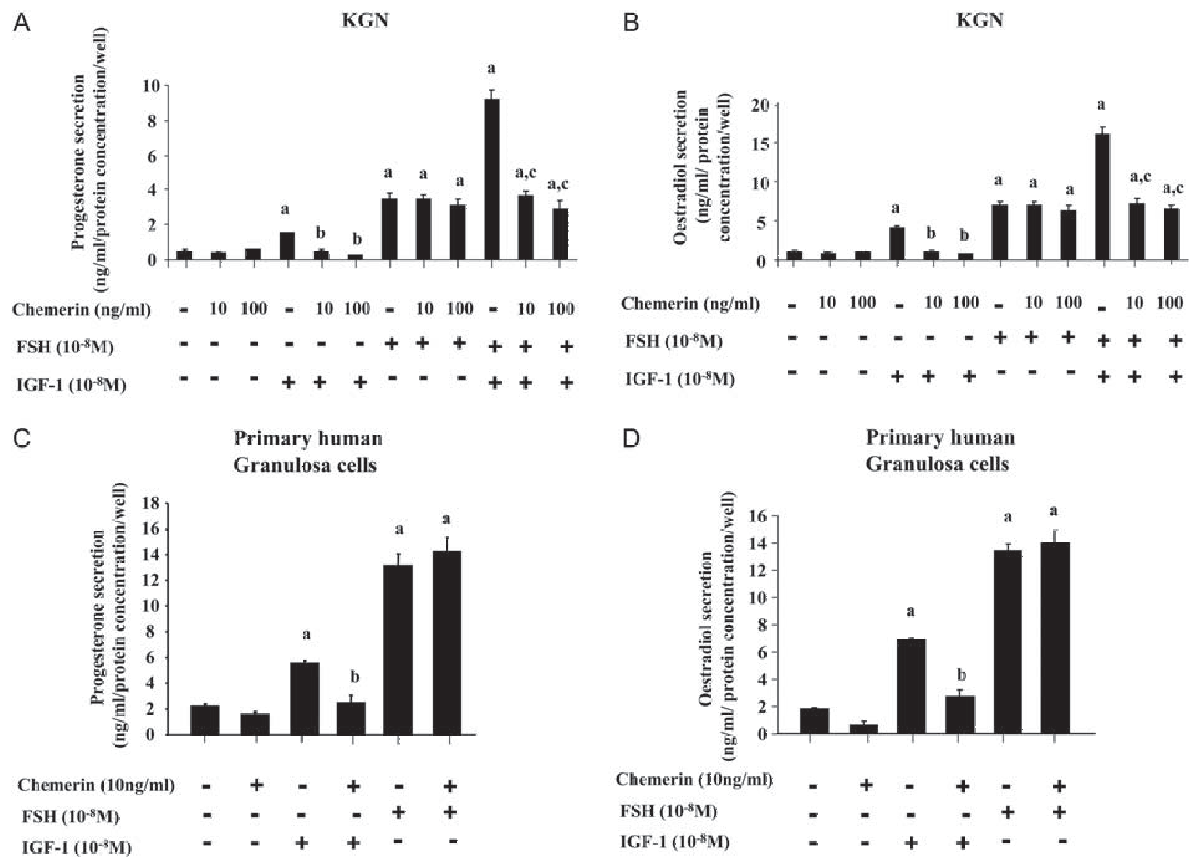 A
KGN
Progesterone secretion
(ng/ml/protein concentration/well)
10
8
6
4
2
0
a
a
a
a
a
a,c
a,c
b
b
Chemerin (ng/ml) - 10 100 - 10 100 - 10 100 - 10 100
FSH (10-8M) - - - - - - + + + + + +
IGF-1 (10-8M) - - - + + + - - - + + +
B
KGN
Oestradiol secretion
(ng/ml/ protein
concentration/well)
20
15
10
5
0
a
a
a
a
a
a,c
a,c
b
b
Chemerin (ng/ml) - 10 100 - 10 100 - 10 100 - 10 100
FSH (10-8M) - - - - - - + + + + + +
IGF-1 (10-8M) - - - + + + - - - + + +
C
Primary human
Granulosa cells
Progesterone secretion
(ng/ml/protein concentration/well)
18
16
14
12
10
8
6
4
2
0
a
b
a
a
Chemerin (10ng/ml) - + - + - +
FSH (10-8M) - - - - + +
IGF-1 (10-8M) - - + + - -
D
Primary human
Granulosa cells
Oestradiol secretion
(ng/ml/ protein concentration/well)
16
14
12
10
8
6
4
2
0
a
b
a
a
Chemerin (10ng/ml) - + - + - +
FSH (10-8M) - - - - + +
IGF-1 (10-8M) - - + + - -